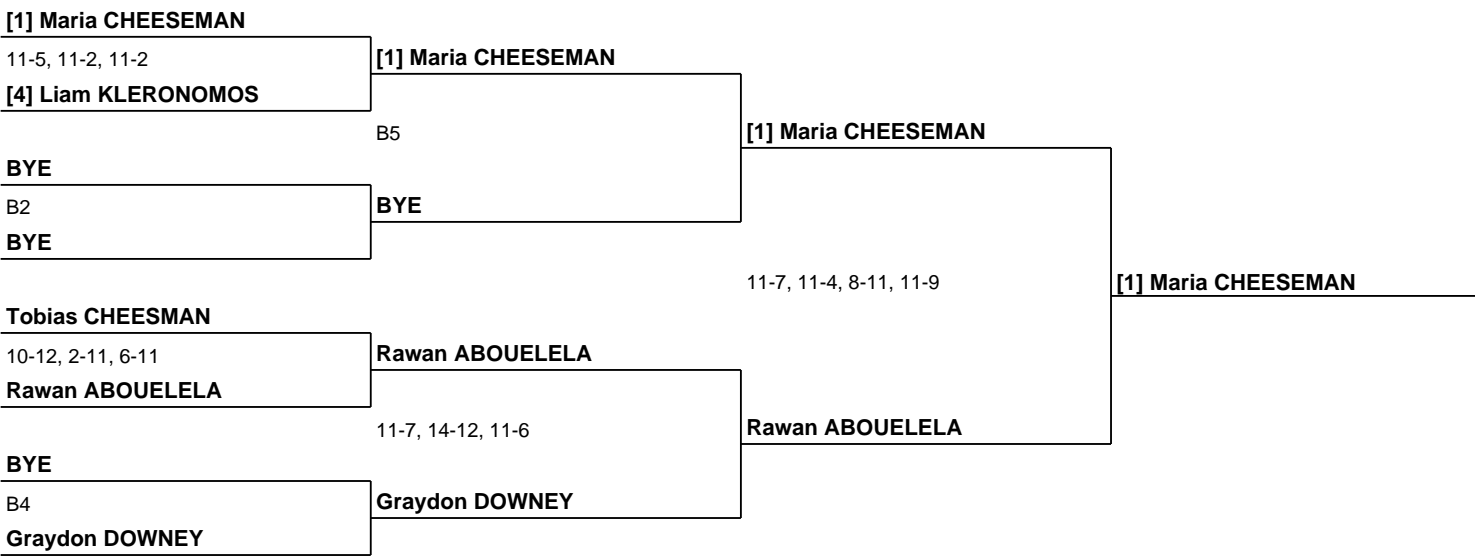 [1] Maria CHEESEMAN
11-5, 11-2, 11-2
[1] Maria CHEESEMAN
[4] Liam KLERONOMOS
B5
[1] Maria CHEESEMAN
BYE
B2
BYE
BYE
11-7, 11-4, 8-11, 11-9
[1] Maria CHEESEMAN
Tobias CHEESMAN
10-12, 2-11, 6-11
Rawan ABOUELELA
Rawan ABOUELELA
11-7, 14-12, 11-6
Rawan ABOUELELA
BYE
B4
Graydon DOWNEY
Graydon DOWNEY